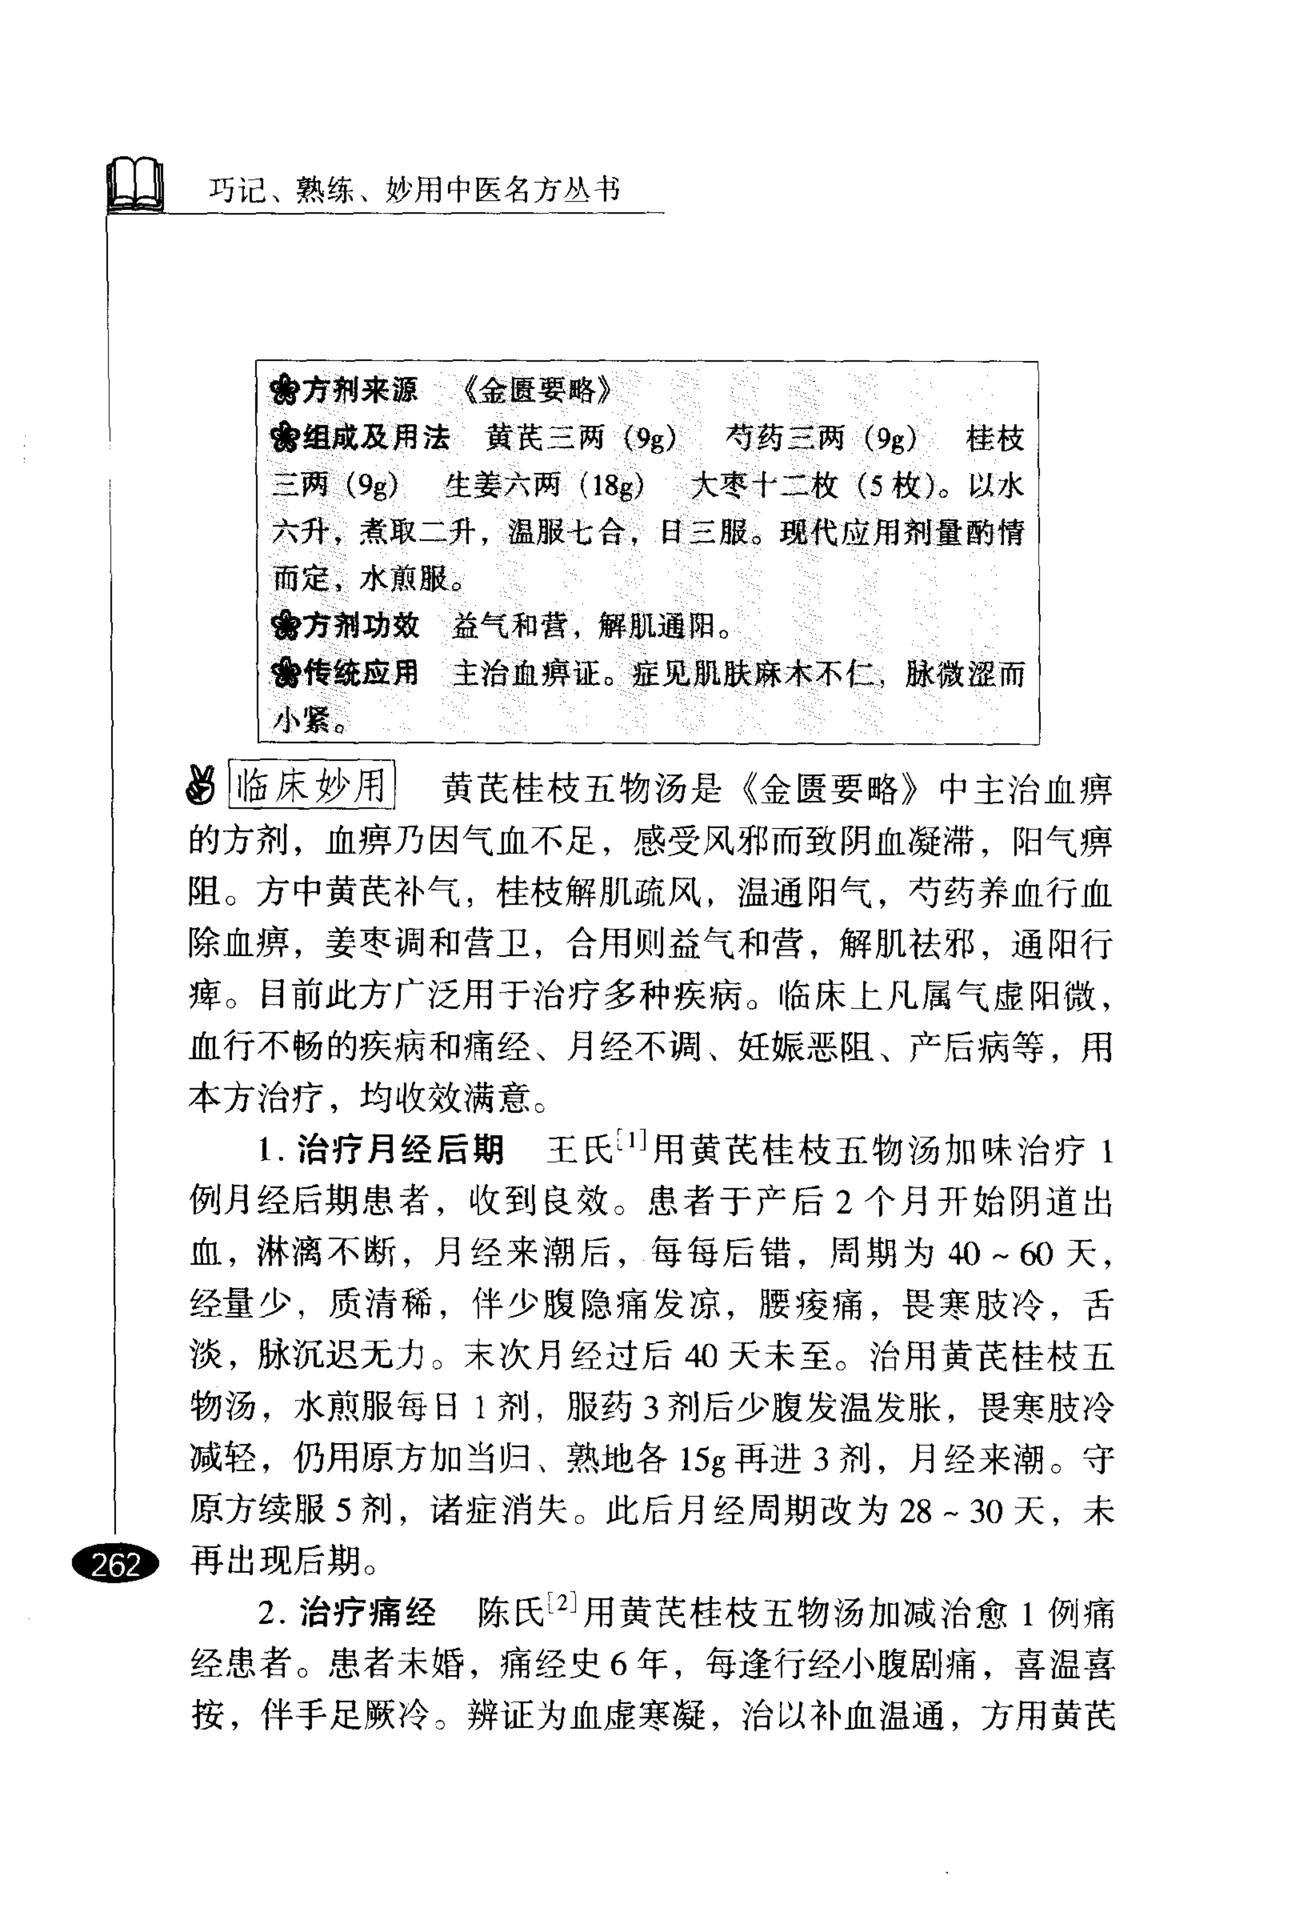 巧记、熟练、妙用中医名方丛书
方剂来源 《金匮要略》
组成及用法 黄芪三两(9g) 芍药三两(9g) 桂枝
三两(9g) 生姜六两(18g) 大枣十二枚(5枚)。以水
六升，煮取二升，温服七合，日三服。现代应用剂量酌情
而定，水煎服。
方剂功效 益气和营，解肌通阳。
传统应用 主治血痹证。症见肌肤麻木不仁，脉微涩而
小紧。
临床妙用 黄芪桂枝五物汤是《金匮要略》中主治血痹
的方剂，血痹乃因气血不足，感受风邪而致阴血凝滞，阳气痹
阻。方中黄芪补气，桂枝解肌疏风，温通阳气，芍药养血行血
除血痹，姜枣调和营卫，合用则益气和营，解肌祛邪，通阳行
痺。目前此方广泛用于治疗多种疾病。临床上凡属气虚阳微，
血行不畅的疾病和痛经、月经不调、妊娠恶阻、产后病等，用
本方治疗，均收效满意。
1. 治疗月经后期 王氏[1]用黄芪桂枝五物汤加味治疗1
例月经后期患者，收到良效。患者于产后2个月开始阴道出
血，淋漓不断，月经来潮后，每每后错，周期为40～60天，
经量少，质清稀，伴少腹隐痛发凉，腰痠痛，畏寒肢冷，舌
淡，脉沉迟无力。末次月经过后40天未至。治用黄芪桂枝五
物汤，水煎服每日1剂，服药3剂后少腹发温发胀，畏寒肢冷
减轻，仍用原方加当归、熟地各15g再进3剂，月经来潮。守
原方续服5剂，诸症消失。此后月经周期改为28～30天，未
再出现后期。
262
2. 治疗痛经 陈氏[2]用黄芪桂枝五物汤加减治愈1例痛
经患者。患者未婚，痛经史6年，每逢行经小腹剧痛，喜温喜
按，伴手足厥冷。辨证为血虚寒凝，治以补血温通，方用黄芪